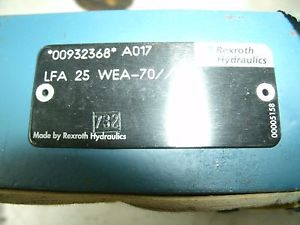 *00932368* A017
Rexroth
Hydraulics
LFA 25 WEA-70//
732
Made by Rexroth Hydraulics
00005158